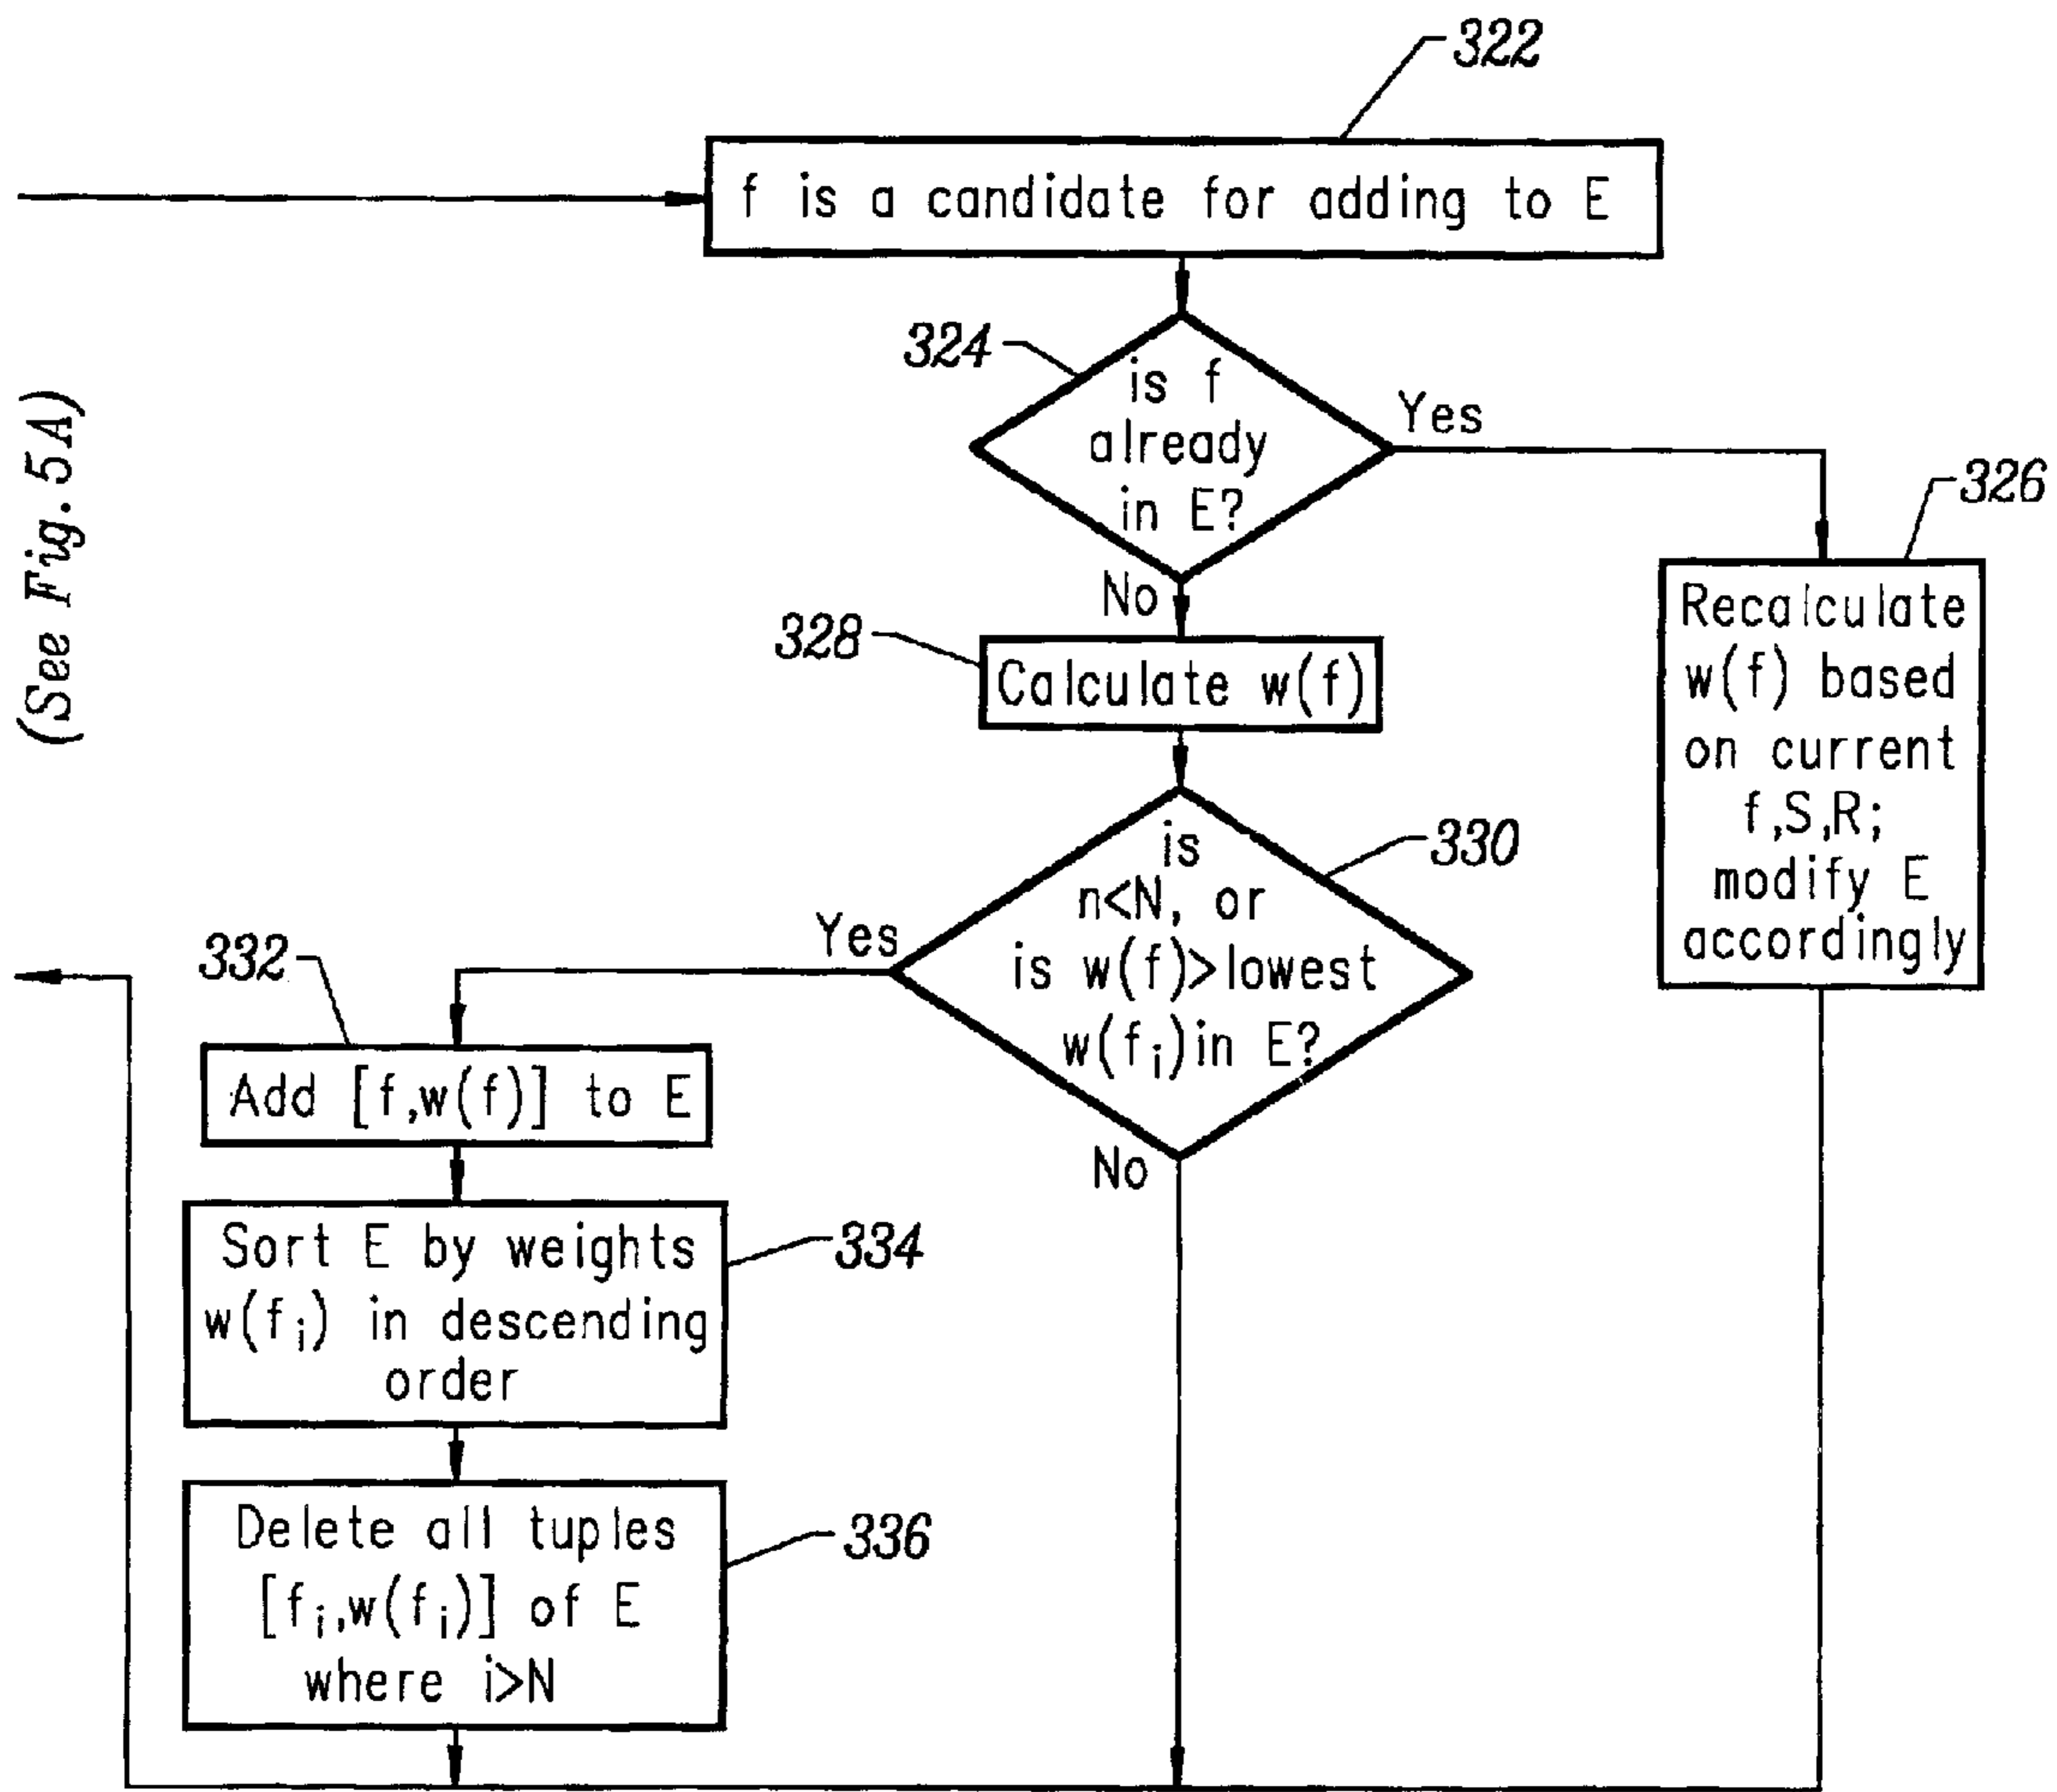 322
f is a candidate for adding to E
324
is f
already
in E?
Yes
(See Fig. 5A)
326
No
328
Calculate w(f)
Recalculate
w(f) based
on current
f,S,R;
modify E
accordingly
330
is
n<N, or
is w(f)>lowest
w(fi) in E?
Yes
332
Add [f,w(f)] to E
No
Sort E by weights
w(fi) in descending
order
334
Delete all tuples
[fi,w(fi)] of E
where i>N
336